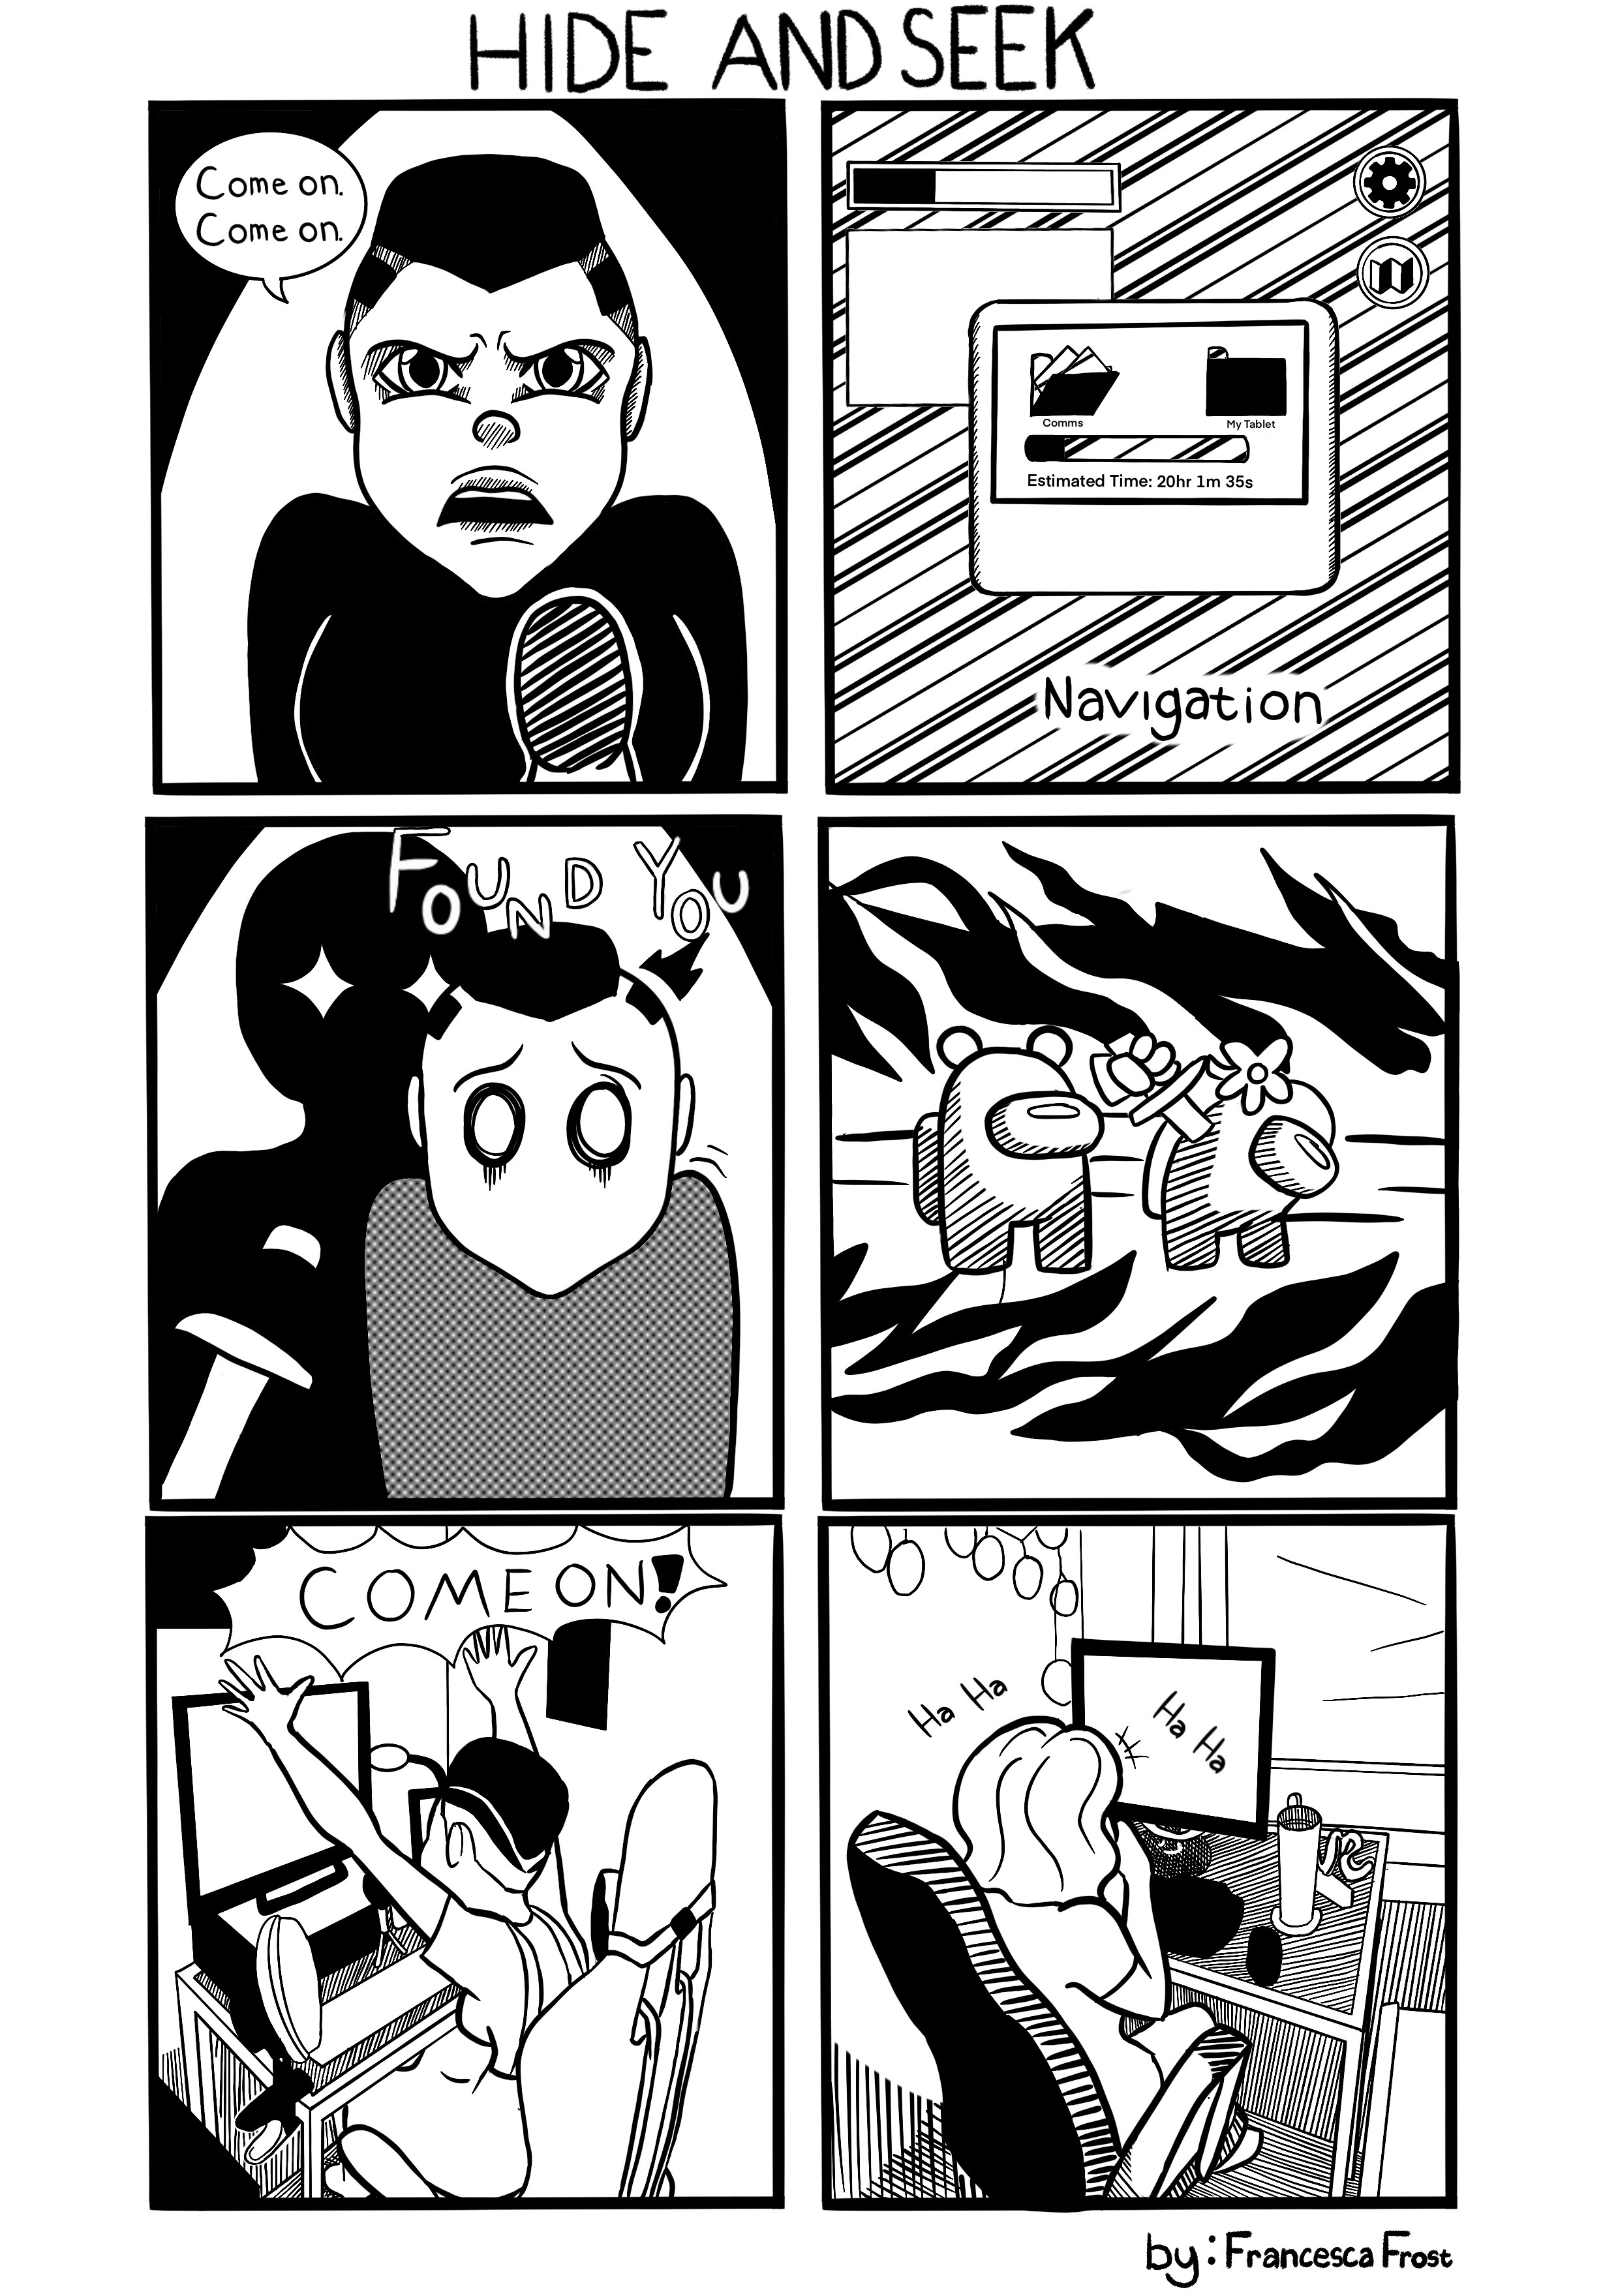 HIDE AND SEEK
Come on.
Come on.
Comms
My Tablet
Estimated Time: 20hr 1m 35s
Navigation
FOUND YOU
COME ON!
Ha Ha
Ha Ha
by: Francesca Frost